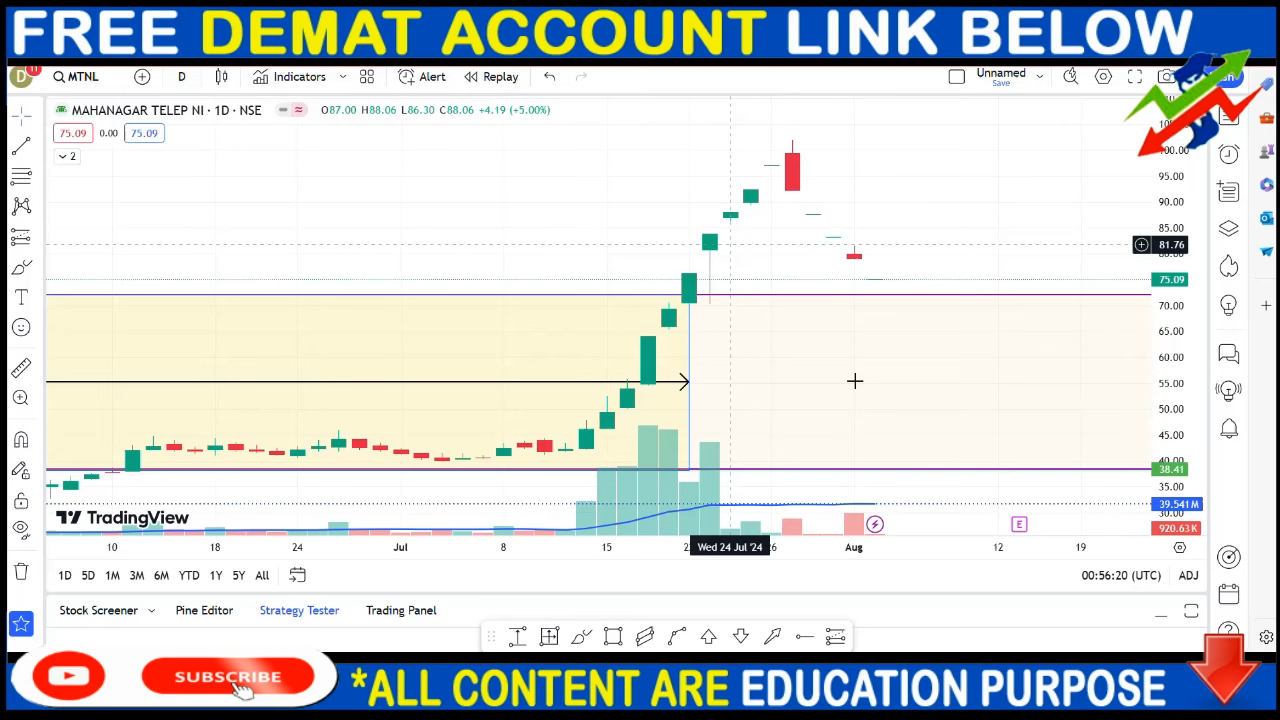 FREE DEMAT ACCOUNT LINK BELOW
D 11 MTNL D Indicators Alert Replay Unnamed
Save
MAHANAGAR TELEP NI · 1D · NSE O87.00 H88.06 L86.30 C88.06 +4.19 (+5.00%)
75.09 0.00 75.09
2
100.00
95.00
90.00
85.00
81.76
80.00
75.09
70.00
65.00
60.00
55.00
50.00
45.00
40.00
38.41
35.00
39.541M
30.00
TradingView
E
920.63 K
10 18 24 Jul 8 15 Wed 24 Jul '24 26 Aug 12 19
1D 5D 1M 3M 6M YTD 1Y 5Y All 00:56:20 (UTC) ADJ
Stock Screener Pine Editor Strategy Tester Trading Panel
SUBSCRIBE
*ALL CONTENT ARE EDUCATION PURPOSE